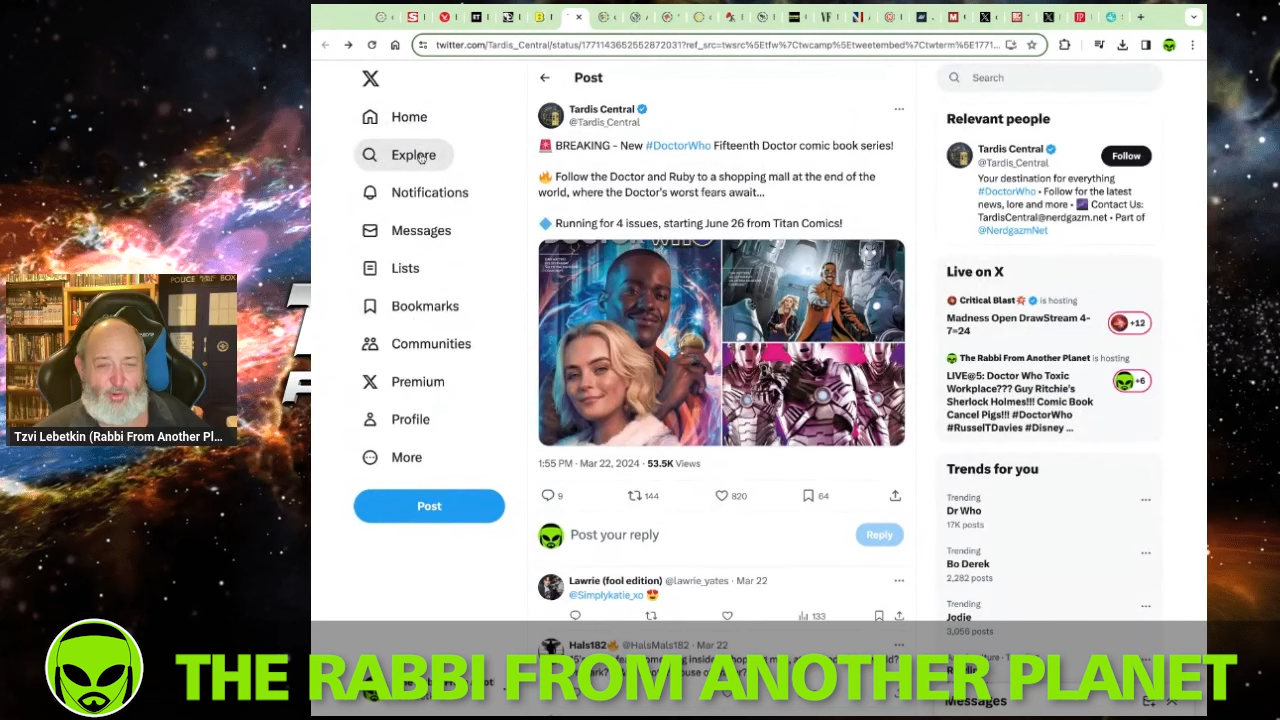 twitter.com/Tardis_Central/status/1771143652552872031?ref_src=twsrc%5Etfw%7Ctwcamp%5Etweetembed%7Ctwterm%5E1771...
Home
Explore
Notifications
Messages
Lists
Bookmarks
Communities
Premium
Profile
More
Post
Post
Tardis Central
@Tardis_Central
BREAKING - New #DoctorWho Fifteenth Doctor comic book series!
Follow the Doctor and Ruby to a shopping mall at the end of the
world, where the Doctor's worst fears await...
Running for 4 issues, starting June 26 from Titan Comics!
1:55 PM · Mar 22, 2024 · 53.5K Views
9
144
820
64
Post your reply
Reply
Lawrie (fool edition) @lawrie_yates · Mar 22
@Simplykatie_xo
133
Hals182 @HalsMals182 · Mar 22
Search
Relevant people
Tardis Central
@Tardis_Central
Follow
Your destination for everything
#DoctorWho • Follow for the latest
news, lore and more • Contact Us:
TardisCentral@nerdgazm.net • Part of
@NerdgazmNet
Live on X
Critical Blast is hosting
Madness Open DrawStream 4-
7=24
+12
The Rabbi From Another Planet is hosting
LIVE@5: Doctor Who Toxic
Workplace??? Guy Ritchie's
Sherlock Holmes!!! Comic Book
Cancel Pigs!!! #DoctorWho
#RusselTDavies #Disney ...
+6
Trends for you
Trending
Dr Who
17K posts
Trending
Bo Derek
2,282 posts
Trending
Jodie
3,056 posts
Messages
POLICE BOX
Tzvi Lebetkin (Rabbi From Another Pl...
THE RABBI FROM ANOTHER PLANET